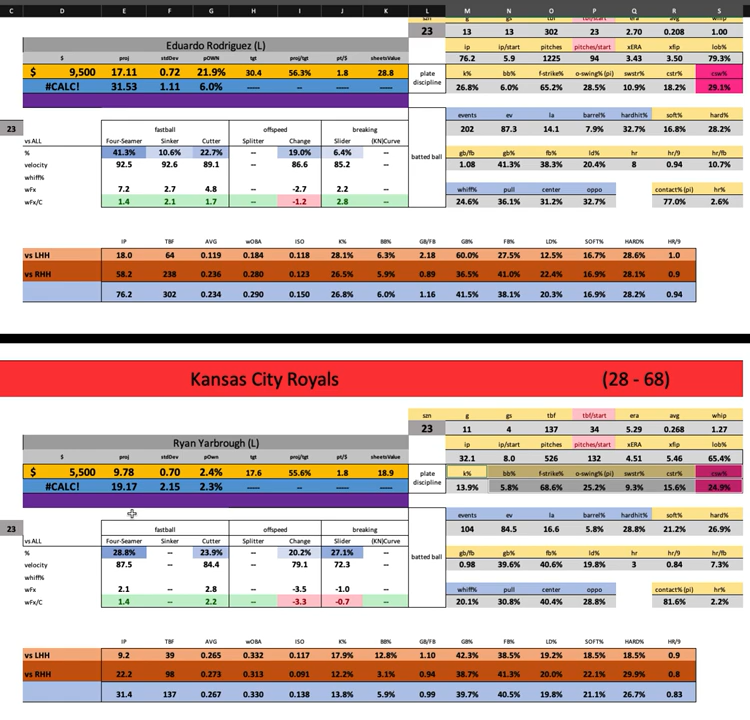 C D E F G H I J K L M N O P Q R S
szn g gs tbf tbf/start era avg whip
23 13 13 302 23 2.70 0.208 1.00
Eduardo Rodriguez (L) ip ip/start pitches pitches/start xERA xfip lob%
76.2 5.9 1225 94 3.43 3.50 79.3%
$ proj stdDev pOWN tgt proj/tgt pt/$ sheetsValue
$ 9,500 17.11 0.72 21.9% 30.4 56.3% 1.8 28.8 plate discipline k% bb% f-strike% o-swing% (pi) swstr% cstr% csw%
#CALC! 31.53 1.11 6.0% — -- — — 26.8% 6.0% 65.2% 28.5% 10.9% 18.2% 29.1%
events ev la barrel% hardhit% soft% hard%
23 fastball offspeed breaking 202 87.3 14.1 7.9% 32.7% 16.8% 28.2%
vs ALL Four-Seamer Sinker Cutter Splitter Change Slider (KN)Curve
% 41.3% 10.6% 22.7% -- 19.0% 6.4% -- batted ball gb/fb gb% fb% ld% hr hr/9 hr/fb
velocity 92.5 92.6 89.1 -- 86.6 85.2 -- 1.08 41.3% 38.3% 20.4% 8 0.94 10.7%
whiff%
wFx 7.2 2.7 4.8 -- -2.7 2.2 -- whiff% pull center oppo contact% (pi) hr%
wFx/C 1.4 2.1 1.7 -- -1.2 2.8 -- 24.6% 36.1% 31.2% 32.7% 77.0% 2.6%
IP TBF AVG wOBA ISO K% BB% GB/FB GB% FB% LD% SOFT% HARD% HR/9
vs LHH 18.0 64 0.119 0.184 0.118 28.1% 6.3% 2.18 60.0% 27.5% 12.5% 16.7% 28.6% 1.0
vs RHH 58.2 238 0.236 0.280 0.123 26.5% 5.9% 0.89 36.5% 41.0% 22.4% 16.9% 28.1% 0.9
76.2 302 0.234 0.290 0.150 26.8% 6.0% 1.16 41.5% 38.1% 20.3% 16.9% 28.2% 0.94
Kansas City Royals (28 - 68)
szn g gs tbf tbf/start era avg whip
23 11 4 137 34 5.29 0.268 1.27
Ryan Yarbrough (L) ip ip/start pitches pitches/start xERA xfip lob%
32.1 8.0 526 132 4.51 5.46 65.4%
$ proj stdDev pOwn tgt proj/tgt pt/$ sheetsValue
$ 5,500 9.78 0.70 2.4% 17.6 55.6% 1.8 18.9 plate discipline k% bb% f-strike% o-swing% (pi) swstr% cstr% csw%
#CALC! 19.17 2.15 2.3% — — — — 13.9% 5.8% 68.6% 25.2% 9.3% 15.6% 24.9%
events ev la barrel% hardhit% soft% hard%
23 fastball offspeed breaking 104 84.5 16.6 5.8% 28.8% 21.2% 26.9%
vs ALL Four-Seamer Sinker Cutter Splitter Change Slider (KN)Curve
% 28.8% -- 23.9% -- 20.2% 27.1% -- batted ball gb/fb gb% fb% ld% hr hr/9 hr/fb
velocity 87.5 -- 84.4 -- 79.1 72.3 -- 0.98 39.6% 40.6% 19.8% 3 0.84 7.3%
whiff%
wFx 2.1 -- 2.8 -- -3.5 -1.0 -- whiff% pull center oppo contact% (pi) hr%
wFx/C 1.4 -- 2.2 -- -3.3 -0.7 -- 20.1% 30.8% 40.4% 28.8% 81.6% 2.2%
IP TBF AVG wOBA ISO K% BB% GB/FB GB% FB% LD% SOFT% HARD% HR/9
vs LHH 9.2 39 0.265 0.332 0.117 17.9% 12.8% 1.10 42.3% 38.5% 19.2% 18.5% 18.5% 0.9
vs RHH 22.2 98 0.273 0.313 0.091 12.2% 3.1% 0.94 38.7% 41.3% 20.0% 22.1% 29.9% 0.8
31.4 137 0.267 0.330 0.138 13.8% 5.9% 0.99 39.7% 40.5% 19.8% 21.1% 26.7% 0.83